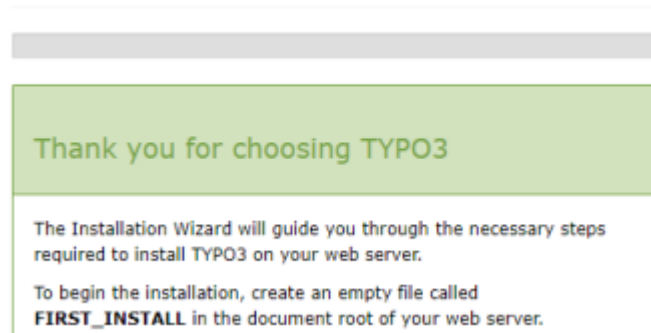 Thank you for choosing TYPO3
The Installation Wizard will guide you through the necessary steps
required to install TYPO3 on your web server.
To begin the installation, create an empty file called
FIRST_INSTALL in the document root of your web server.